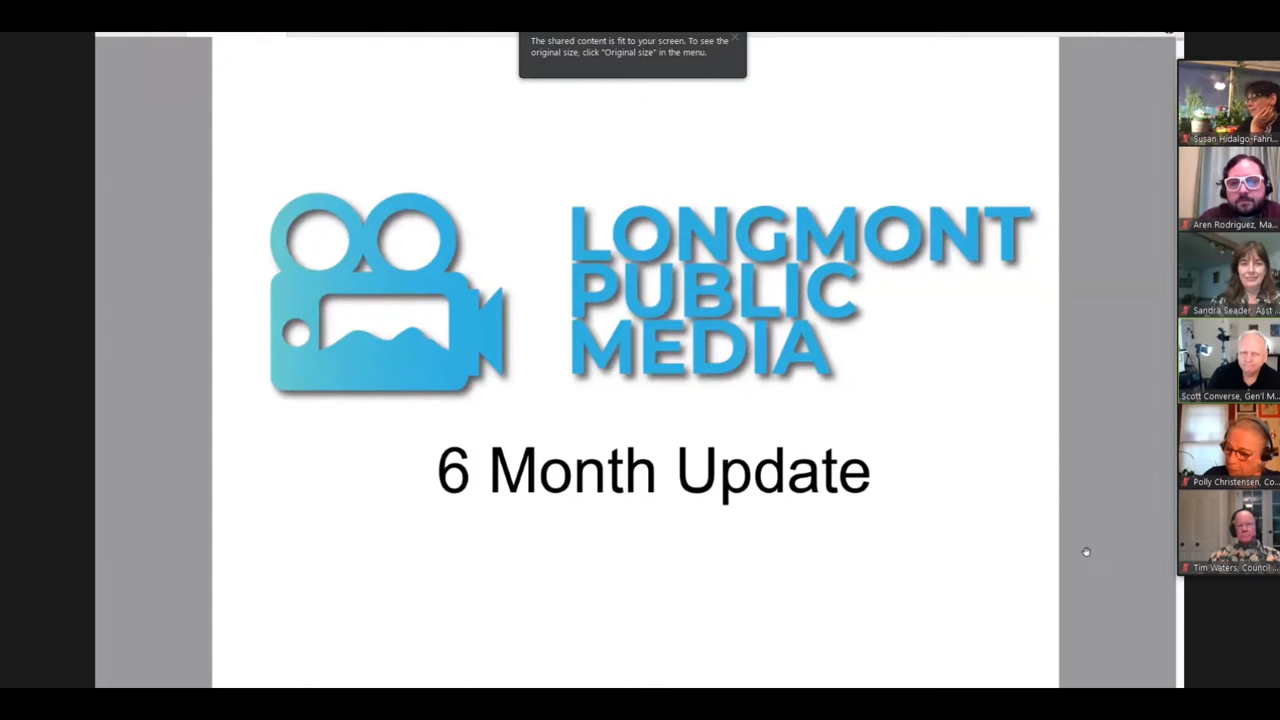 The shared content is fit to your screen. To see the
original size, click "Original size" in the menu.
LONGMONT
PUBLIC
MEDIA
6 Month Update
Susan Hidalgo-Fahri...
Aren Rodriguez, Ma...
Sandra Seader, Asst ...
Scott Converse, Gen'l M...
Polly Christensen, Co...
Tim Waters, Council ...